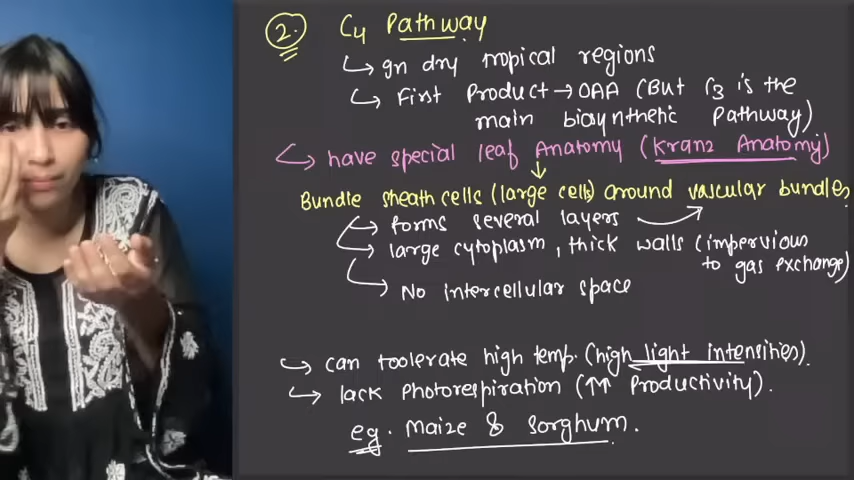 2. C4 Pathway
↳ In dry tropical regions
↳ First Product → OAA (But C3 is the
main biosynthetic Pathway)
↳ have special leaf Anatomy (Kranz Anatomy)
Bundle sheath cells (large cells) around vascular bundles
↳ forms several layers
↳ large cytoplasm, thick walls (impervious
to gas exchange)
↳ No intercellular space
↳ can toolerate high temp. (high light intensities).
↳ lack Photorespiration (↑↑ Productivity).
eg. Maize & sorghum.